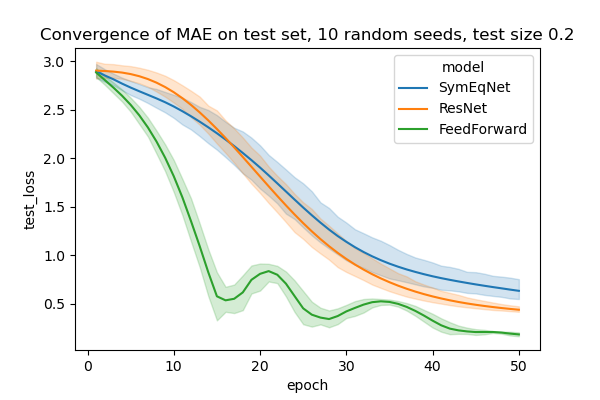 Convergence of MAE on test set, 10 random seeds, test size 0.2
3.0
2.5
2.0
1.5
1.0
0.5
test_loss
model
SymEqNet
ResNet
FeedForward
0 10 20 30 40 50
epoch